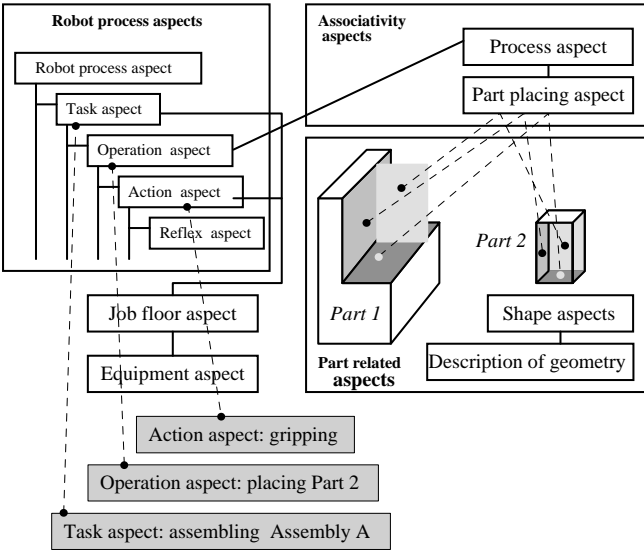 Robot process aspects
Robot process aspect
Task aspect
Operation aspect
Action aspect
Reflex aspect
Job floor aspect
Equipment aspect
Associativity
aspects
Process aspect
Part placing aspect
Part 1
Part 2
Shape aspects
Description of geometry
Part related
aspects
Action aspect: gripping
Operation aspect: placing Part 2
Task aspect: assembling Assembly A